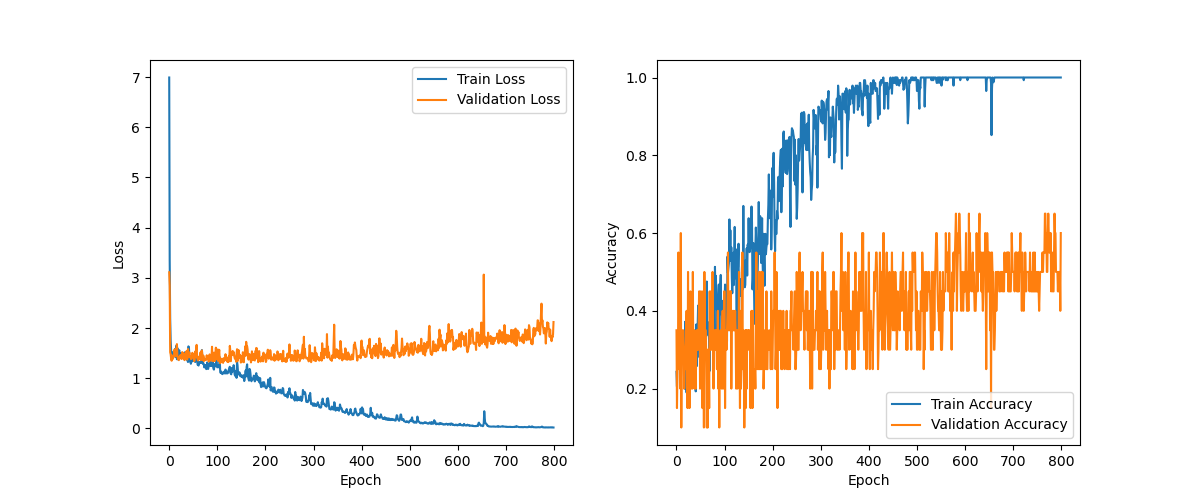 7
6
5
4
3
2
1
0
Loss
0 100 200 300 400 500 600 700 800
Epoch
Train Loss
Validation Loss
1.0
0.8
0.6
0.4
0.2
Accuracy
0 100 200 300 400 500 600 700 800
Epoch
Train Accuracy
Validation Accuracy